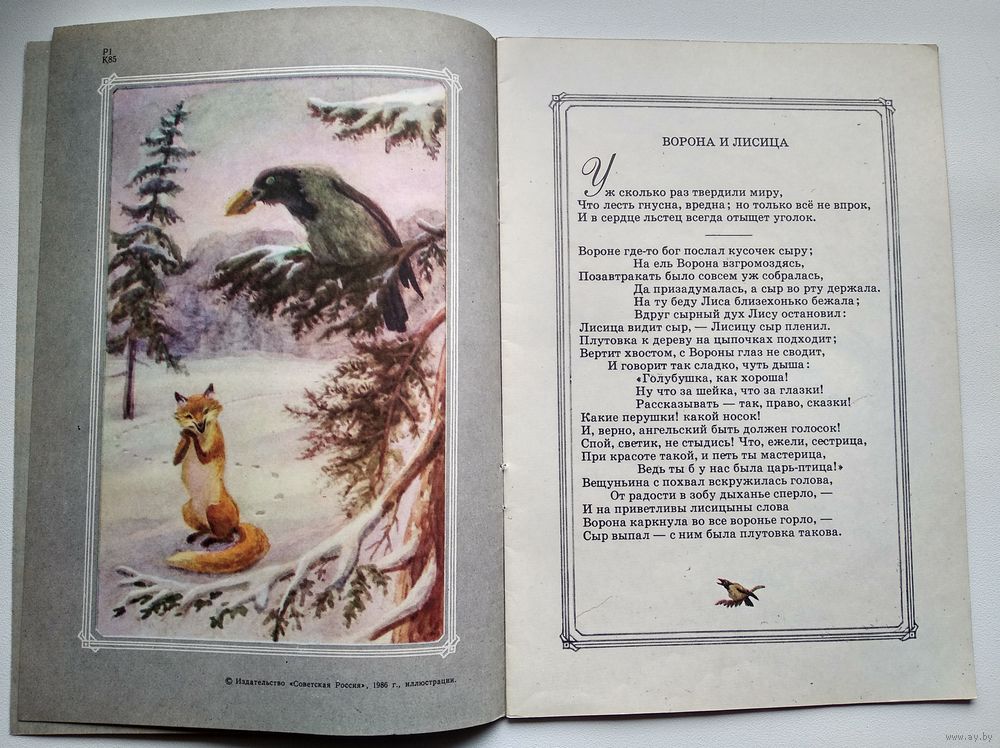 Р1
К85
© Издательство «Советская Россия», 1986 г., иллюстрации.
ВОРОНА И ЛИСИЦА
Уж сколько раз твердили миру,
Что лесть гнусна, вредна; но только всё не впрок,
И в сердце льстец всегда отыщет уголок.
Вороне где-то бог послал кусочек сыру;
На ель Ворона взгромоздясь,
Позавтракать было совсем уж собралась,
Да призадумалась, а сыр во рту держала.
На ту беду Лиса близехонько бежала;
Вдруг сырный дух Лису остановил:
Лисица видит сыр, — Лисицу сыр пленил.
Плутовка к дереву на цыпочках подходит;
Вертит хвостом, с Вороны глаз не сводит,
И говорит так сладко, чуть дыша:
«Голубушка, как хороша!
Ну что за шейка, что за глазки!
Рассказывать — так, право, сказки!
Какие перушки! какой носок!
И, верно, ангельский быть должен голосок!
Спой, светик, не стыдись! Что, ежели, сестрица,
При красоте такой, и петь ты мастерица,
Ведь ты б у нас была царь-птица!»
Вещуньина с похвал вскружилась голова,
От радости в зобу дыханье сперло, —
И на приветливы лисицыны слова
Ворона каркнула во все воронье горло, —
Сыр выпал — с ним была плутовка такова.
www.ay.by